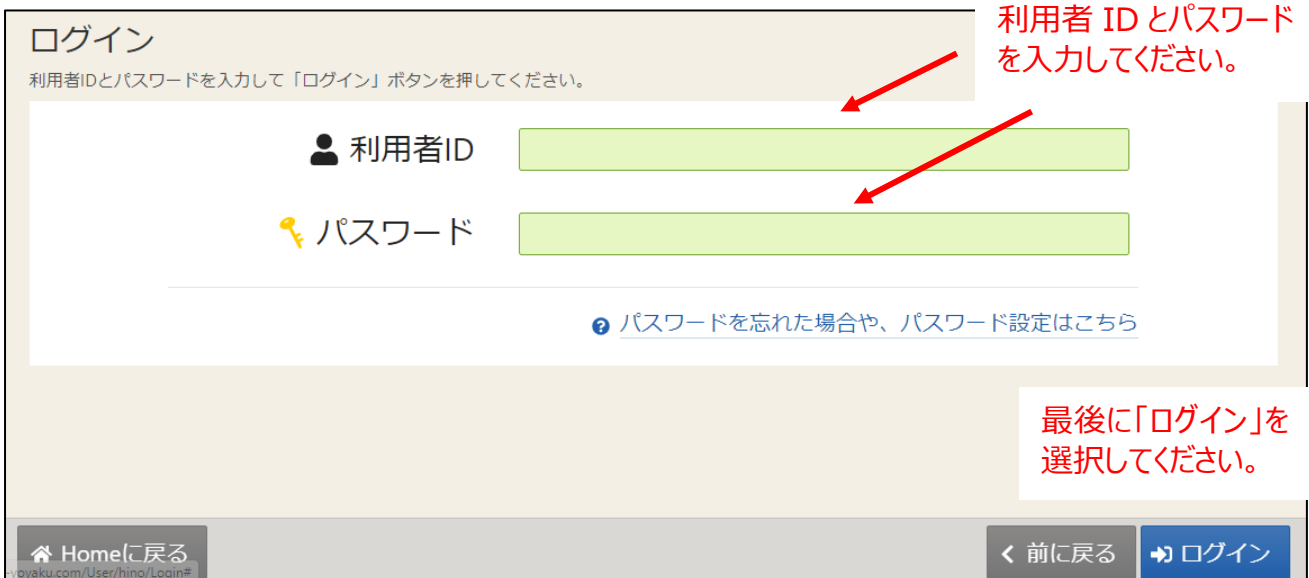 ログイン
利用者 ID とパスワード
を入力してください。
利用者IDとパスワードを入力して「ログイン」ボタンを押してください。
利用者ID
パスワード
パスワードを忘れた場合や、パスワード設定はこちら
最後に「ログイン」を
選択してください。
Homeに戻る
前に戻る
ログイン
-yoyaku.com/User/hino/Login#